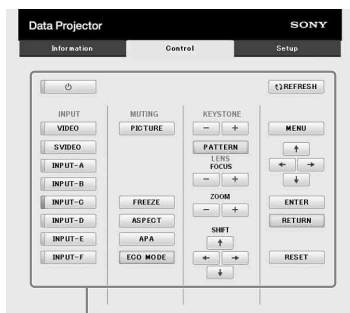 Data Projector SONY
Information Control Setup
REFRESH
INPUT MUTING KEYSTONE
VIDEO PICTURE - + MENU
SVIDEO PATTERN
LENS
INPUT-A FOCUS
INPUT-B - +
INPUT-C FREEZE ZOOM ENTER
- +
INPUT-D ASPECT RETURN
INPUT-E APA SHIFT
INPUT-F ECO MODE RESET